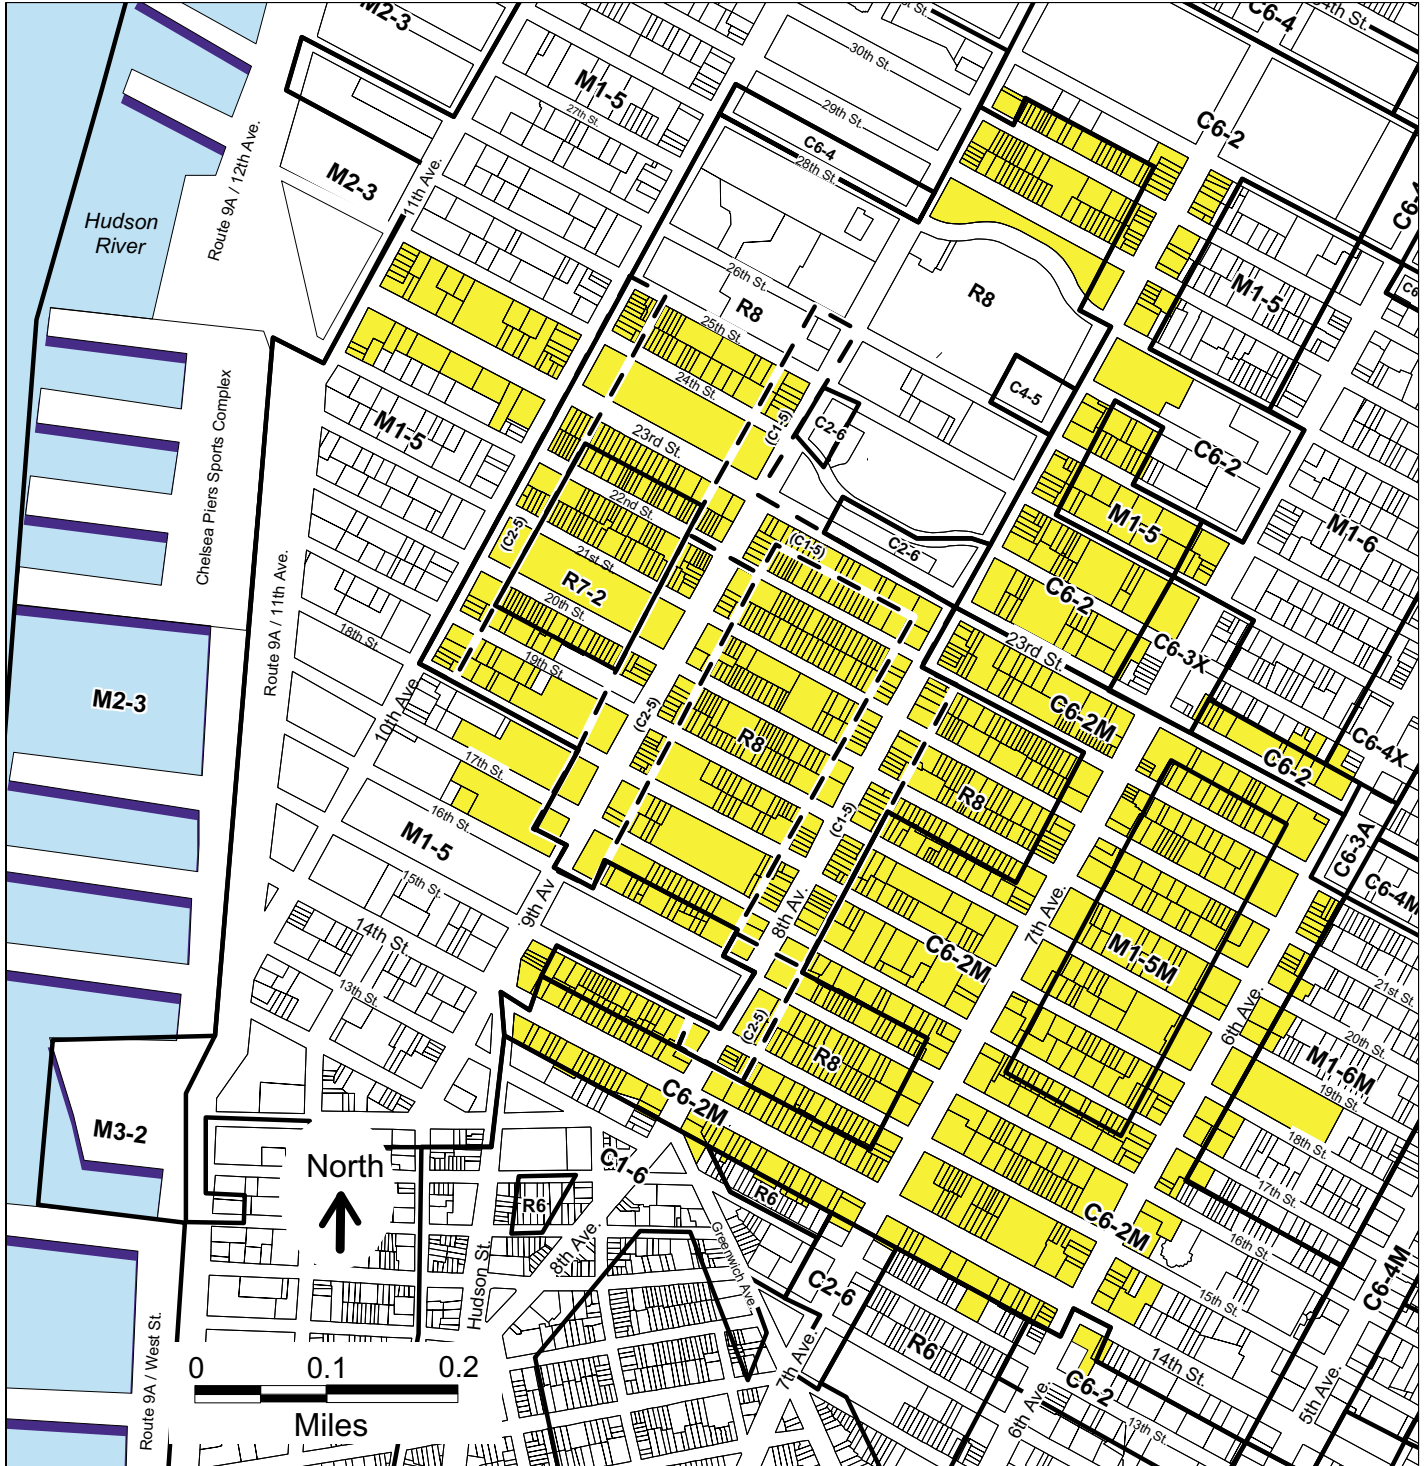 M2-3
st St.
C6-4
34th St.
30th St.
M1-5
27th St.
29th St.
C6-4
28th St.
C6-2
Route 9A / 12th Ave.
M2-3
11th Ave.
C6-4
Hudson
River
26th St.
R8
R8
M1-5
C6
25th St.
24th St.
C4-5
Chelsea Piers Sports Complex
M1-5
23rd St.
(C1-5)
C2-6
C6-2
22nd St.
(C2-5)
21st St.
(C1-5)
C2-6
M1-5
M1-6
R7-2
20th St.
C6-2
Route 9A / 11th Ave.
18th St.
19th St.
23rd St.
C6-3X
M2-3
10th Ave.
(C2-5)
C6-2M
R8
17th St.
C6-2
C6-4X
R8
16th St.
M1-5
(C1-5)
C6-3A
15th St.
C6-4M
9th Av
8th Av.
7th Ave.
14th St.
C6-2M
M1-5M
13th St.
21st St.
6th Ave.
(C2-5)
R8
20th St.
M1-6M
19th St.
C6-2M
M3-2
18th St.
North
C1-6
17th St.
R6
R6
C6-2M
16th St.
Hudson St.
8th Ave.
Greenwich Ave.
C2-6
C6-4M
15th St.
R6
14th St.
0 0.1 0.2
Miles
Route 9A / West St.
7th Ave.
6th Ave.
C6-2
13th St.
5th Ave.